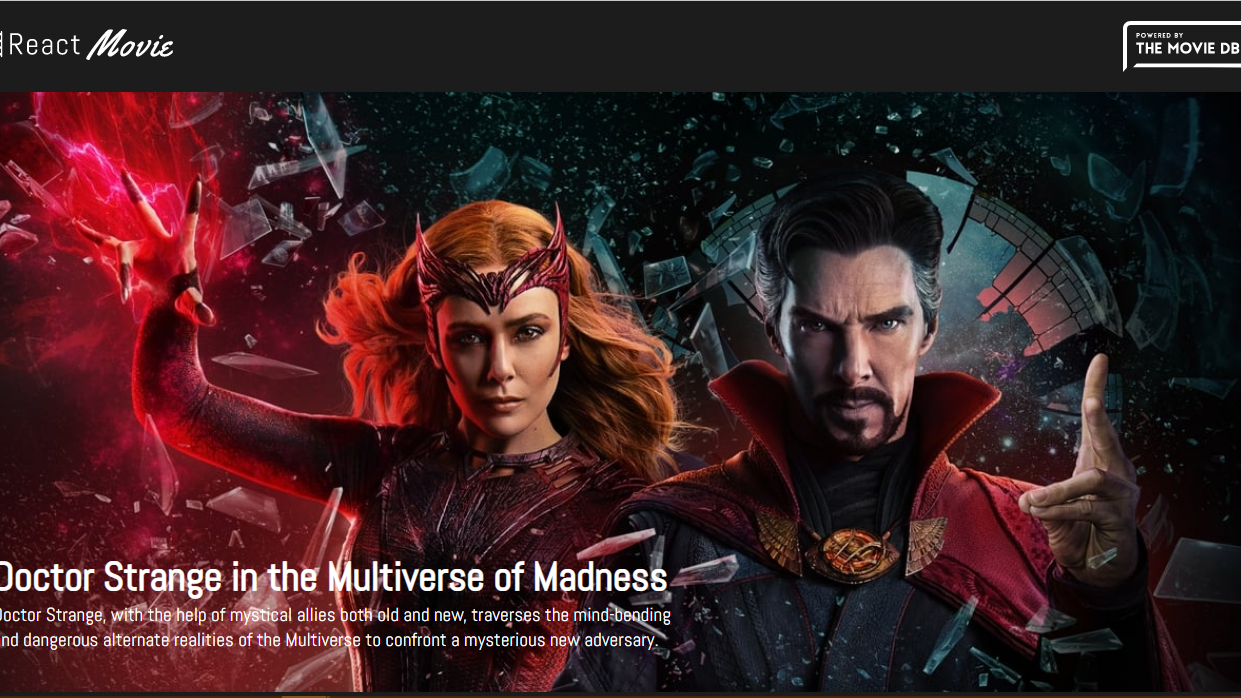 React Movie
POWERED BY
THE MOVIE DB
Doctor Strange in the Multiverse of Madness
Doctor Strange, with the help of mystical allies both old and new, traverses the mind-bending
nd dangerous alternate realities of the Multiverse to confront a mysterious new adversary.